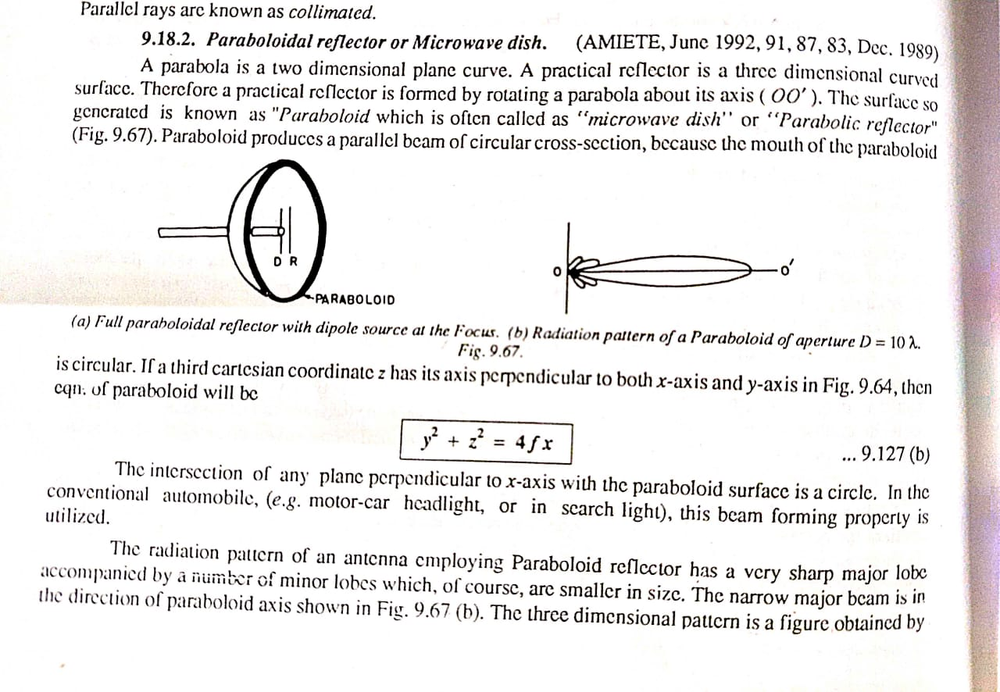 Parallel rays are known as collimated.
9.18.2. Paraboloidal reflector or Microwave dish. (AMIETE, June 1992, 91, 87, 83, Dec. 1989)
A parabola is a two dimensional plane curve. A practical reflector is a three dimensional curved
surface. Therefore a practical reflector is formed by rotating a parabola about its axis ( OO′ ). The surface so
generated is known as "Paraboloid which is often called as ‘‘microwave dish’’ or ‘‘Parabolic reflector"
(Fig. 9.67). Paraboloid produces a parallel beam of circular cross-section, because the mouth of the paraboloid
D R
PARABOLOID
O
O′
(a) Full paraboloidal reflector with dipole source at the Focus. (b) Radiation pattern of a Paraboloid of aperture D = 10 λ.
Fig. 9.67.
is circular. If a third cartesian coordinate z has its axis perpendicular to both x-axis and y-axis in Fig. 9.64, then
eqn. of paraboloid will be
y² + z² = 4 f x
... 9.127 (b)
The intersection of any plane perpendicular to x-axis with the paraboloid surface is a circle. In the
conventional automobile, (e.g. motor-car headlight, or in search light), this beam forming property is
utilized.
The radiation pattern of an antenna employing Paraboloid reflector has a very sharp major lobe
accompanied by a number of minor lobes which, of course, are smaller in size. The narrow major beam is in
the direction of paraboloid axis shown in Fig. 9.67 (b). The three dimensional pattern is a figure obtained by